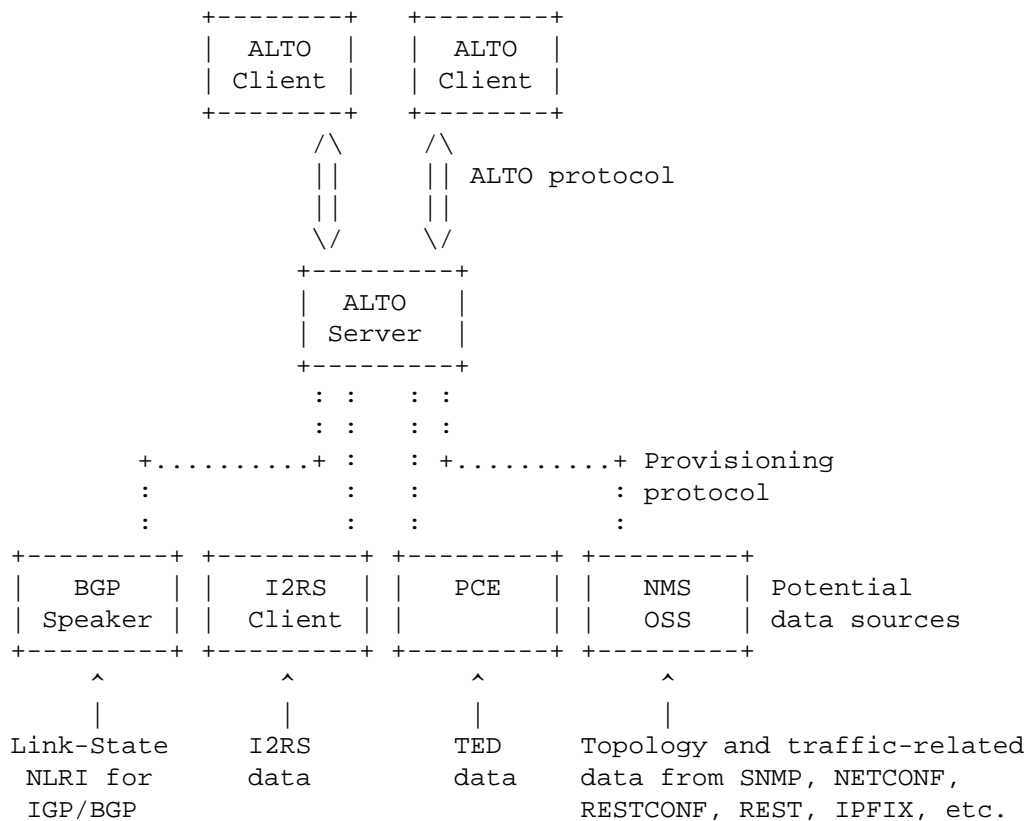 ALTO ALTO
Client Client
ALTO protocol
ALTO
Server
Provisioning
protocol
BGP I2RS PCE NMS Potential
Speaker Client OSS data sources
Link-State I2RS TED Topology and traffic-related
NLRI for data data data from SNMP, NETCONF,
IGP/BGP RESTCONF, REST, IPFIX, etc.